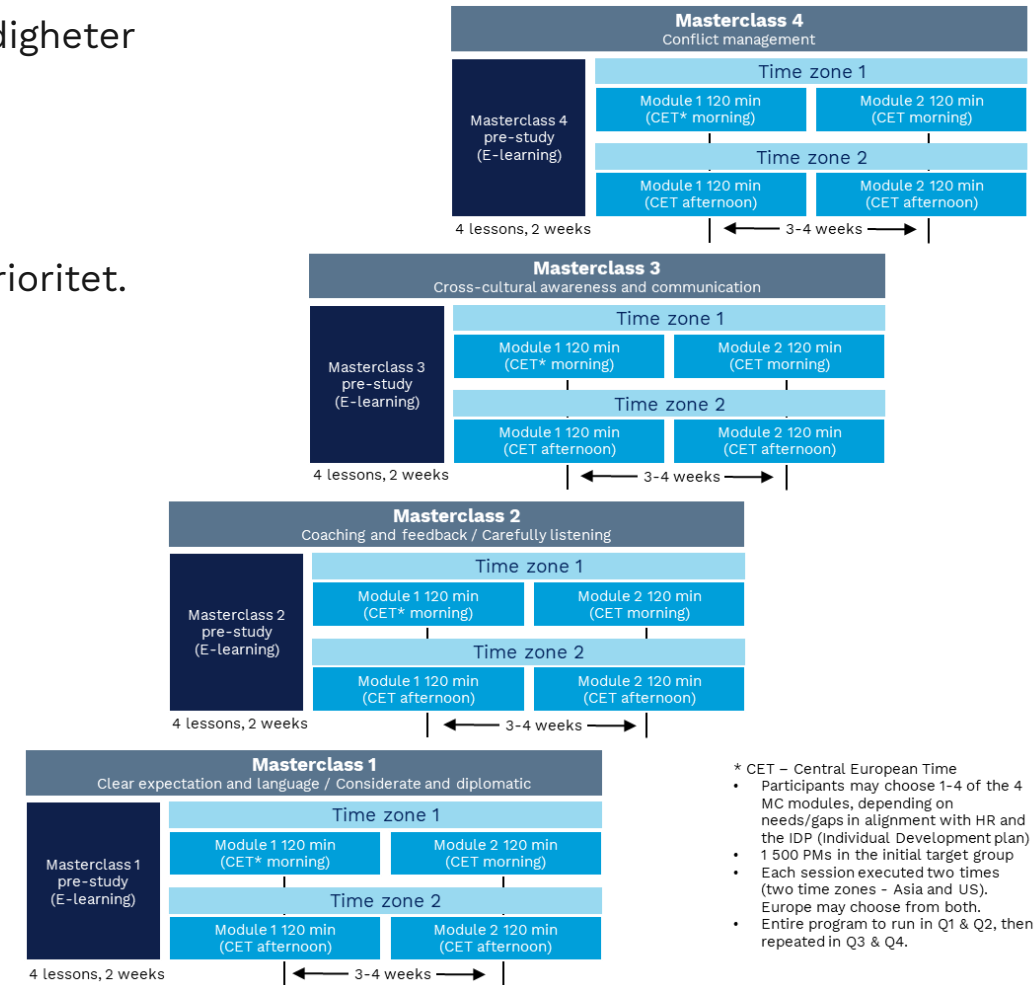 digheter
rioritet.
Masterclass 4
Conflict management
Masterclass 4
pre-study
(E-learning)
Time zone 1
Module 1 120 min
(CET* morning)
Module 2 120 min
(CET morning)
Time zone 2
Module 1 120 min
(CET afternoon)
Module 2 120 min
(CET afternoon)
4 lessons, 2 weeks
3-4 weeks
Masterclass 3
Cross-cultural awareness and communication
Masterclass 3
pre-study
(E-learning)
Time zone 1
Module 1 120 min
(CET* morning)
Module 2 120 min
(CET morning)
Time zone 2
Module 1 120 min
(CET afternoon)
Module 2 120 min
(CET afternoon)
4 lessons, 2 weeks
3-4 weeks
Masterclass 2
Coaching and feedback / Carefully listening
Masterclass 2
pre-study
(E-learning)
Time zone 1
Module 1 120 min
(CET* morning)
Module 2 120 min
(CET morning)
Time zone 2
Module 1 120 min
(CET afternoon)
Module 2 120 min
(CET afternoon)
4 lessons, 2 weeks
3-4 weeks
Masterclass 1
Clear expectation and language / Considerate and diplomatic
Masterclass 1
pre-study
(E-learning)
Time zone 1
Module 1 120 min
(CET* morning)
Module 2 120 min
(CET morning)
Time zone 2
Module 1 120 min
(CET afternoon)
Module 2 120 min
(CET afternoon)
4 lessons, 2 weeks
3-4 weeks
* CET – Central European Time
• Participants may choose 1-4 of the 4
MC modules, depending on
needs/gaps in alignment with HR and
the IDP (Individual Development plan)
• 1 500 PMs in the initial target group
• Each session executed two times
(two time zones - Asia and US).
Europe may choose from both.
• Entire program to run in Q1 & Q2, then
repeated in Q3 & Q4.